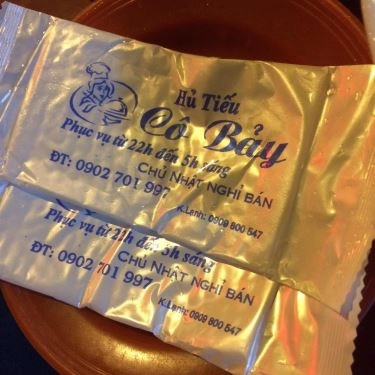 Hủ Tiếu
Cô Bảy
Phục vụ từ 22h đến 5h sáng
CHỦ NHẬT NGHỈ BÁN
ĐT: 0902 701 997
K.Lạnh: 0909 800 547
Phục vụ từ 22h đến 5h sáng
CHỦ NHẬT NGHỈ BÁN
ĐT: 0902 701 997
K.Lạnh: 0909 800 547